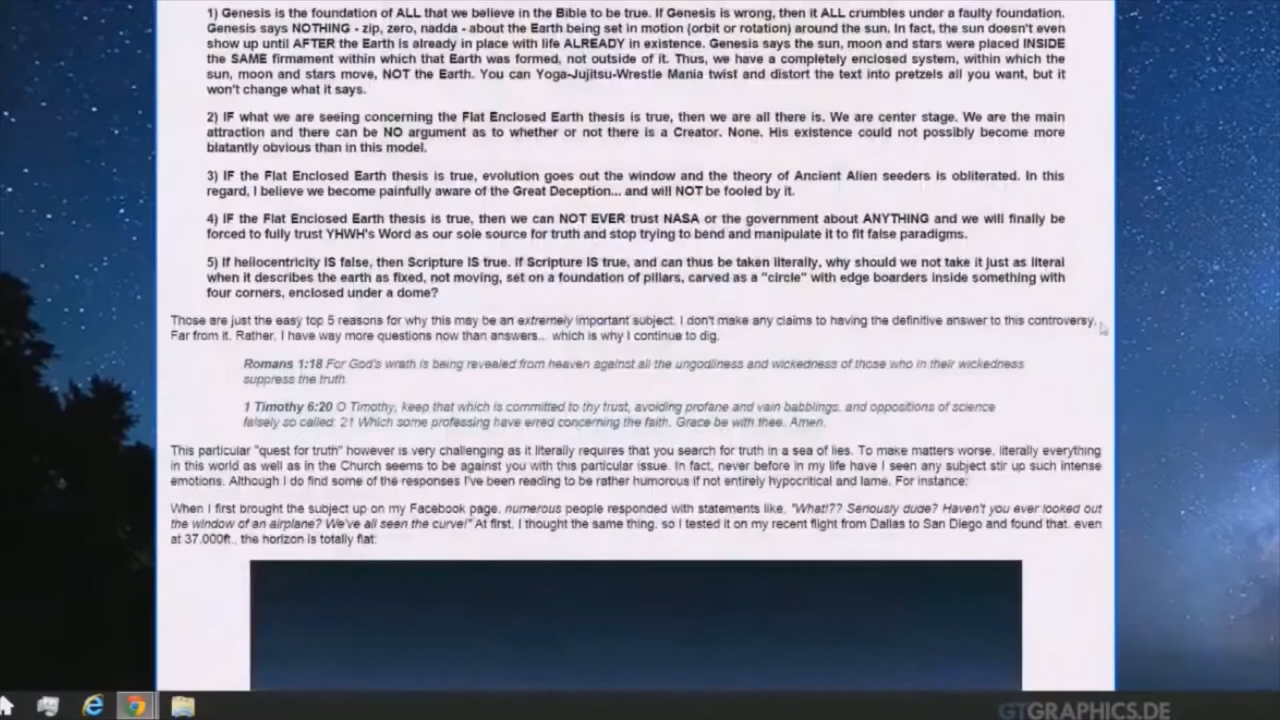 1) Genesis is the foundation of ALL that we believe in the Bible to be true. If Genesis is wrong, then it ALL crumbles under a faulty foundation.
Genesis says NOTHING - zip, zero, nadda - about the Earth being set in motion (orbit or rotation) around the sun. In fact, the sun doesn't even
show up until AFTER the Earth is already in place with life ALREADY in existence. Genesis says the sun, moon and stars were placed INSIDE
the SAME firmament within which that Earth was formed, not outside of it. Thus, we have a completely enclosed system, within which the
sun, moon and stars move, NOT the Earth. You can Yoga-Jujitsu-Wrestle Mania twist and distort the text into pretzels all you want, but it
won't change what it says.
2) IF what we are seeing concerning the Flat Enclosed Earth thesis is true, then we are all there is. We are center stage. We are the main
attraction and there can be NO argument as to whether or not there is a Creator. None. His existence could not possibly become more
blatantly obvious than in this model.
3) IF the Flat Enclosed Earth thesis is true, evolution goes out the window and the theory of Ancient Alien seeders is obliterated. In this
regard, I believe we become painfully aware of the Great Deception... and will NOT be fooled by it.
4) IF the Flat Enclosed Earth thesis is true, then we can NOT EVER trust NASA or the government about ANYTHING and we will finally be
forced to fully trust YHWH's Word as our sole source for truth and stop trying to bend and manipulate it to fit false paradigms.
5) If heliocentricity IS false, then Scripture IS true. If Scripture IS true, and can thus be taken literally, why should we not take it just as literal
when it describes the earth as fixed, not moving, set on a foundation of pillars, carved as a "circle" with edge boarders inside something with
four corners, enclosed under a dome?
Those are just the easy top 5 reasons for why this may be an extremely important subject. I don't make any claims to having the definitive answer to this controversy.
Far from it. Rather, I have way more questions now than answers... which is why I continue to dig.
Romans 1:18 For God's wrath is being revealed from heaven against all the ungodliness and wickedness of those who in their wickedness
suppress the truth.
1 Timothy 6:20 O Timothy, keep that which is committed to thy trust, avoiding profane and vain babblings, and oppositions of science
falsely so called: 21 Which some professing have erred concerning the faith. Grace be with thee. Amen.
This particular "quest for truth" however is very challenging as it literally requires that you search for truth in a sea of lies. To make matters worse, literally everything
in this world as well as in the Church seems to be against you with this particular issue. In fact, never before in my life have I seen any subject stir up such intense
emotions. Although I do find some of the responses I've been reading to be rather humorous if not entirely hypocritical and lame. For instance:
When I first brought the subject up on my Facebook page, numerous people responded with statements like, "What!?? Seriously dude? Haven't you ever looked out
the window of an airplane? We've all seen the curve!" At first, I thought the same thing, so I tested it on my recent flight from Dallas to San Diego and found that, even
at 37,000ft., the horizon is totally flat:
GTGRAPHICS.DE